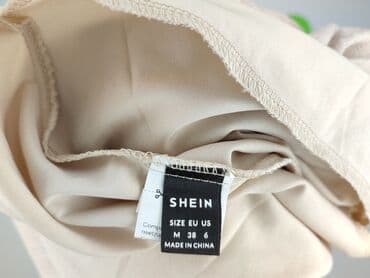 SHEIN
SIZE EU US
M 38 6
MADE IN CHINA